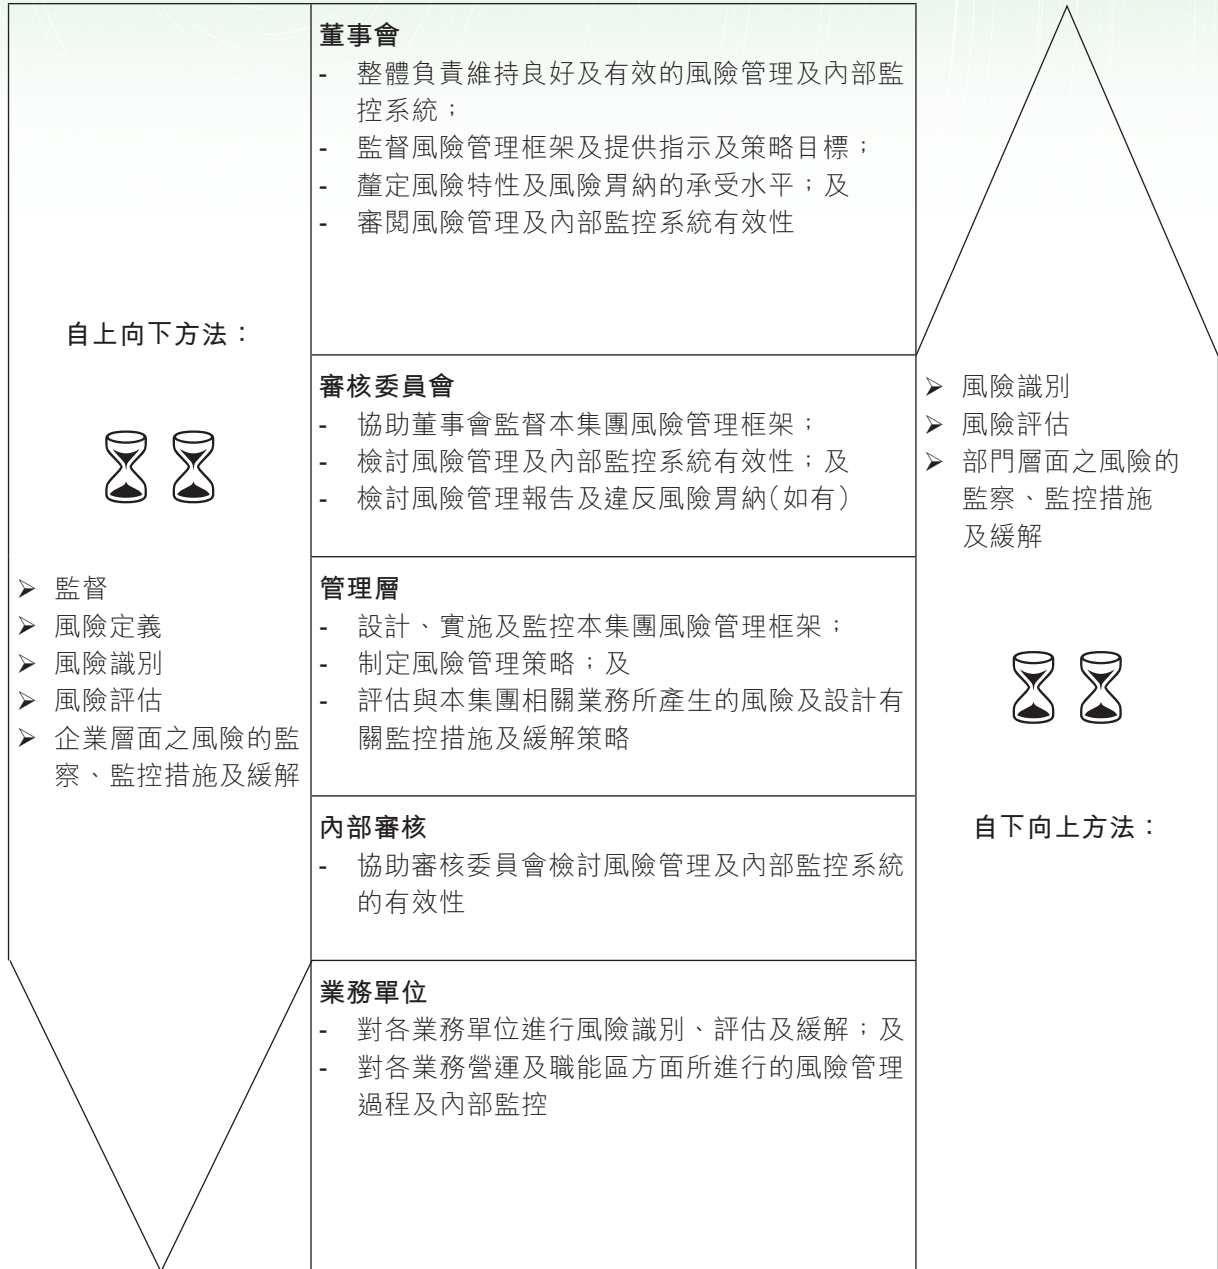 自上向下方法：
➢ 監督
➢ 風險定義
➢ 風險識別
➢ 風險評估
➢ 企業層面之風險的監
察、監控措施及緩解
董事會
- 整體負責維持良好及有效的風險管理及內部監
控系統；
- 監督風險管理框架及提供指示及策略目標；
- 釐定風險特性及風險胃納的承受水平；及
- 審閱風險管理及內部監控系統有效性
審核委員會
- 協助董事會監督本集團風險管理框架；
- 檢討風險管理及內部監控系統有效性；及
- 檢討風險管理報告及違反風險胃納（如有）
管理層
- 設計、實施及監控本集團風險管理框架；
- 制定風險管理策略；及
- 評估與本集團相關業務所產生的風險及設計有
關監控措施及緩解策略
內部審核
- 協助審核委員會檢討風險管理及內部監控系統
的有效性
業務單位
- 對各業務單位進行風險識別、評估及緩解；及
- 對各業務營運及職能區方面所進行的風險管理
過程及內部監控
➢ 風險識別
➢ 風險評估
➢ 部門層面之風險的
監察、監控措施
及緩解
自下向上方法：